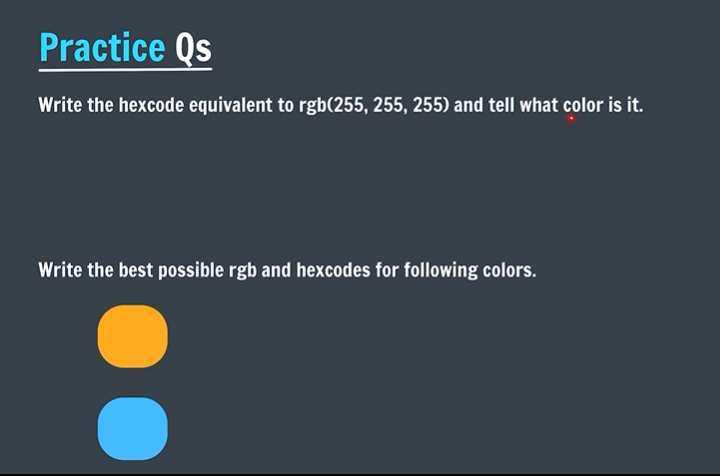 Practice Qs
Write the hexcode equivalent to rgb(255, 255, 255) and tell what color is it.
Write the best possible rgb and hexcodes for following colors.